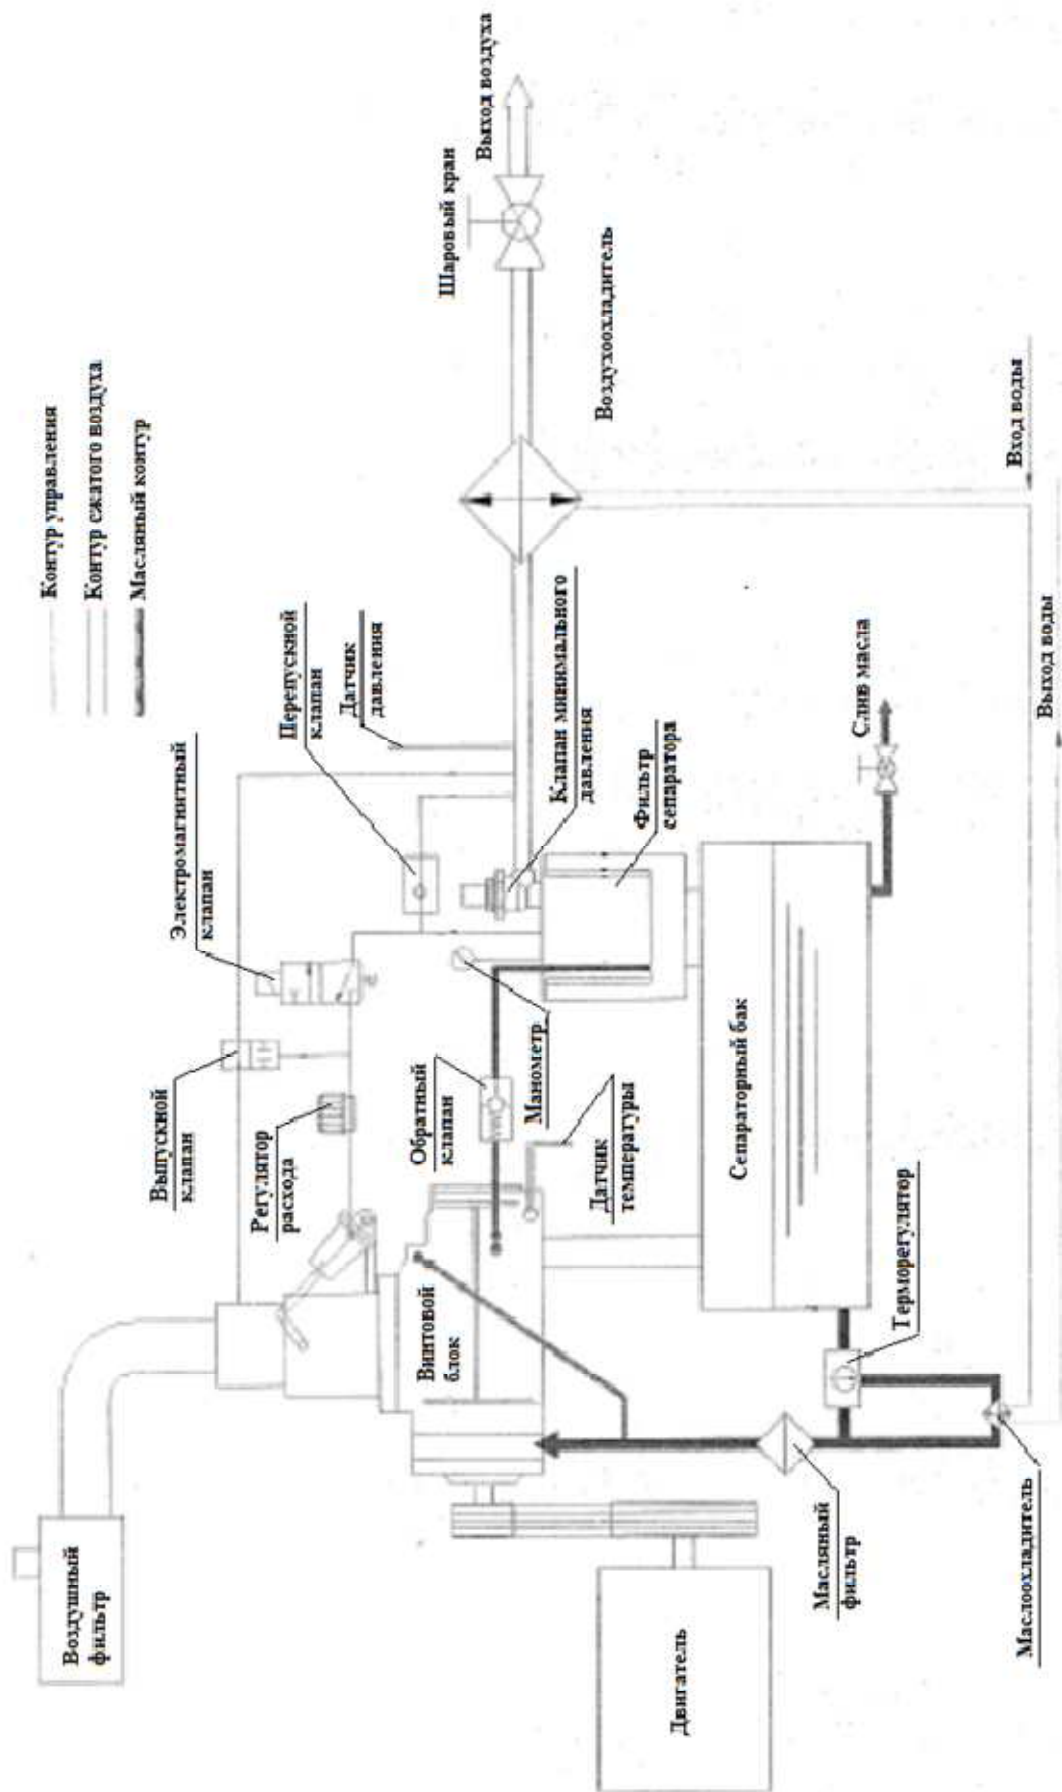 Контур управления
Контур сжатого воздуха
Масляный контур
Воздушный
фильтр
Выпускной
клапан
Электромагнитный
клапан
Регулятор
расхода
Перепускной
клапан
Датчик
давления
Шаровый кран
Выход воздуха
Винтовой
блок
Обратный
клапан
Манометр
Клапан минимального
давления
Воздухоохладитель
Датчик
температуры
Фильтр
сепаратора
Двигатель
Сепараторный бак
Слив масла
Масляный
фильтр
Терморегулятор
Маслоохладитель
Вход воды
Выход воды